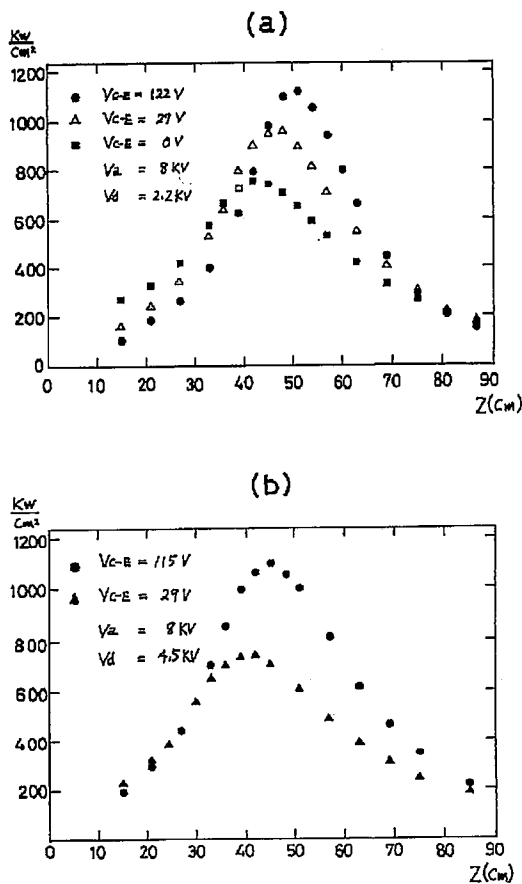 (a)
Kw
cm²
1200
1000
800
600
400
200
0
● Vc-E = 122 V
△ Vc-E = 29 V
■ Vc-E = 0 V
Va = 8 KV
Vd = 2.2 KV
0 10 20 30 40 50 60 70 80 90
Z(cm)
(b)
Kw
cm²
1200
1000
800
600
400
200
● Vc-E = 115 V
▲ Vc-E = 29 V
Va = 8 KV
Vd = 4.5 KV
0 10 20 30 40 50 60 70 80 90
Z(cm)